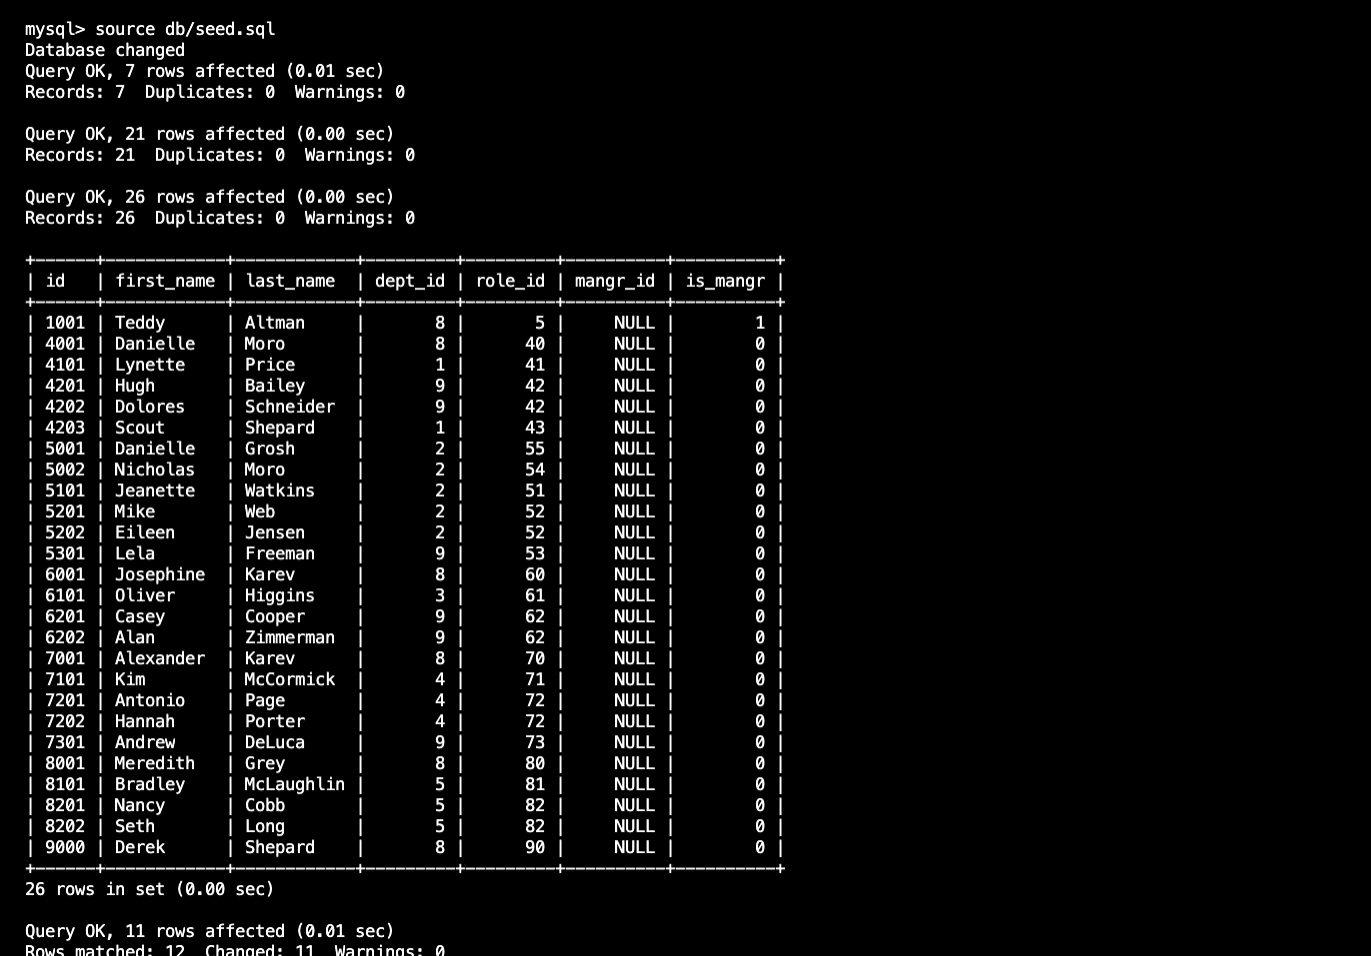 mysql> source db/seed.sql
Database changed
Query OK, 7 rows affected (0.01 sec)
Records: 7  Duplicates: 0  Warnings: 0

Query OK, 21 rows affected (0.00 sec)
Records: 21  Duplicates: 0  Warnings: 0

Query OK, 26 rows affected (0.00 sec)
Records: 26  Duplicates: 0  Warnings: 0

+------+------------+------------+---------+---------+----------+----------+
| id   | first_name | last_name  | dept_id | role_id | mangr_id | is_mangr |
+------+------------+------------+---------+---------+----------+----------+
| 1001 | Teddy      | Altman     |       8 |       5 |     NULL |        1 |
| 4001 | Danielle   | Moro       |       8 |      40 |     NULL |        0 |
| 4101 | Lynette    | Price      |       1 |      41 |     NULL |        0 |
| 4201 | Hugh       | Bailey     |       9 |      42 |     NULL |        0 |
| 4202 | Dolores    | Schneider  |       9 |      42 |     NULL |        0 |
| 4203 | Scout      | Shepard    |       1 |      43 |     NULL |        0 |
| 5001 | Danielle   | Grosh      |       2 |      55 |     NULL |        0 |
| 5002 | Nicholas   | Moro       |       2 |      54 |     NULL |        0 |
| 5101 | Jeanette   | Watkins    |       2 |      51 |     NULL |        0 |
| 5201 | Mike       | Web        |       2 |      52 |     NULL |        0 |
| 5202 | Eileen     | Jensen     |       2 |      52 |     NULL |        0 |
| 5301 | Lela       | Freeman    |       9 |      53 |     NULL |        0 |
| 6001 | Josephine  | Karev      |       8 |      60 |     NULL |        0 |
| 6101 | Oliver     | Higgins    |       3 |      61 |     NULL |        0 |
| 6201 | Casey      | Cooper     |       9 |      62 |     NULL |        0 |
| 6202 | Alan       | Zimmerman  |       9 |      62 |     NULL |        0 |
| 7001 | Alexander  | Karev      |       8 |      70 |     NULL |        0 |
| 7101 | Kim        | McCormick  |       4 |      71 |     NULL |        0 |
| 7201 | Antonio    | Page       |       4 |      72 |     NULL |        0 |
| 7202 | Hannah     | Porter     |       4 |      72 |     NULL |        0 |
| 7301 | Andrew     | DeLuca     |       9 |      73 |     NULL |        0 |
| 8001 | Meredith   | Grey       |       8 |      80 |     NULL |        0 |
| 8101 | Bradley    | McLaughlin |       5 |      81 |     NULL |        0 |
| 8201 | Nancy      | Cobb       |       5 |      82 |     NULL |        0 |
| 8202 | Seth       | Long       |       5 |      82 |     NULL |        0 |
| 9000 | Derek      | Shepard    |       8 |      90 |     NULL |        0 |
+------+------------+------------+---------+---------+----------+----------+
26 rows in set (0.00 sec)

Query OK, 11 rows affected (0.01 sec)
Rows matched: 12  Changed: 11  Warnings: 0